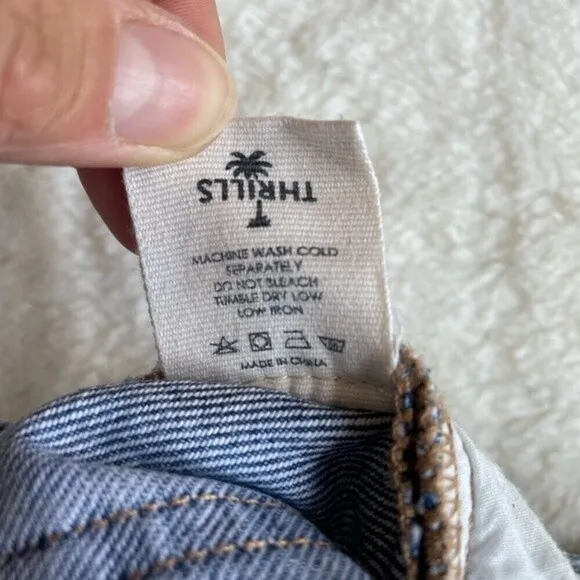 THRILLS
MACHINE WASH COLD
SEPARATELY
DO NOT BLEACH
TUMBLE DRY LOW
LOW IRON
MADE IN CHINA